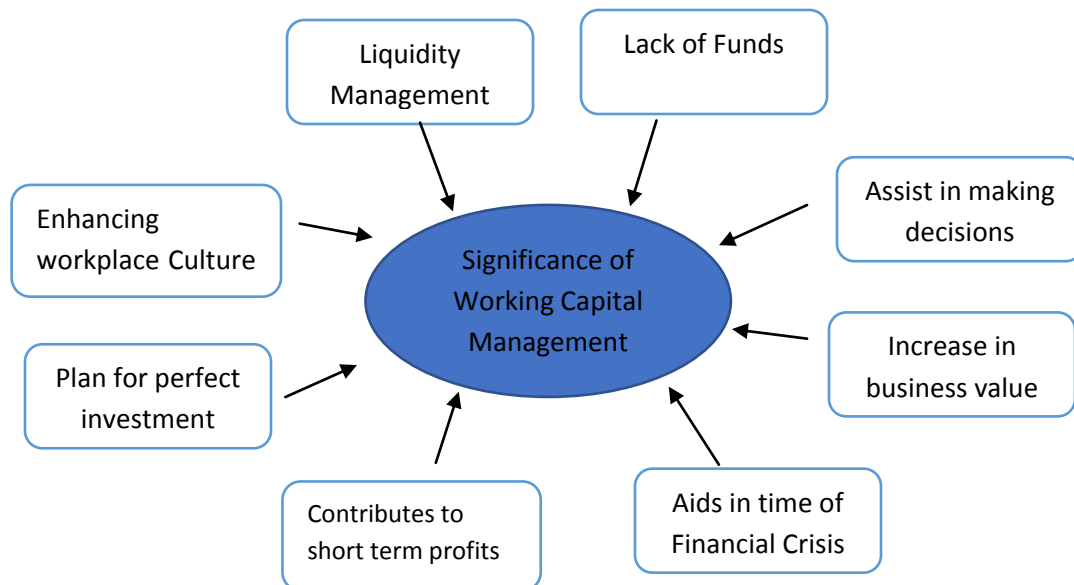 Liquidity
Management
Lack of Funds
Enhancing
workplace Culture
Assist in making
decisions
Significance of
Working Capital
Management
Plan for perfect
investment
Increase in
business value
Contributes to
short term profits
Aids in time of
Financial Crisis